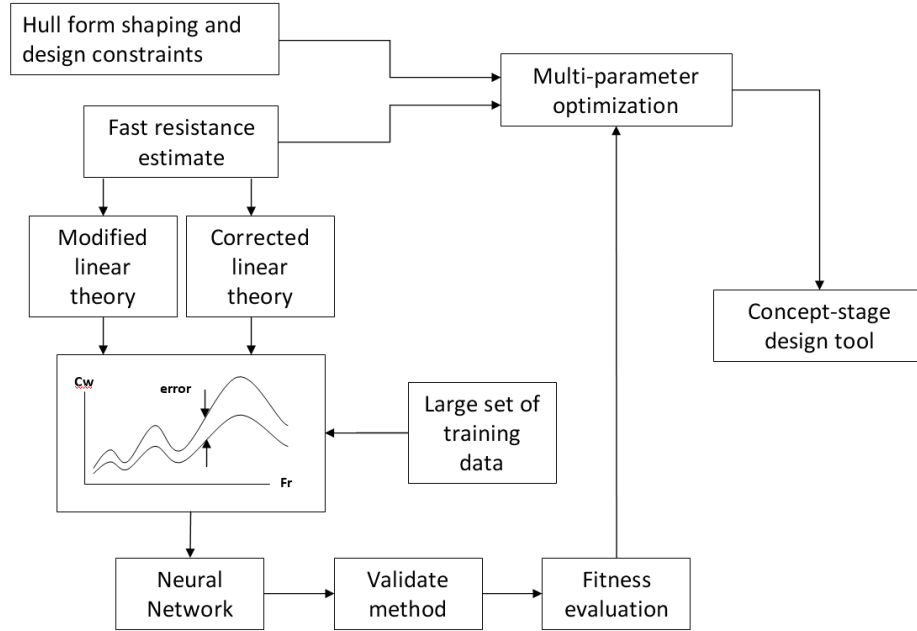 Hull form shaping and
design constraints
Multi-parameter
optimization
Fast resistance
estimate
Modified
linear
theory
Corrected
linear
theory
Concept-stage
design tool
Cw
error
Fr
Large set of
training
data
Neural
Network
Validate
method
Fitness
evaluation